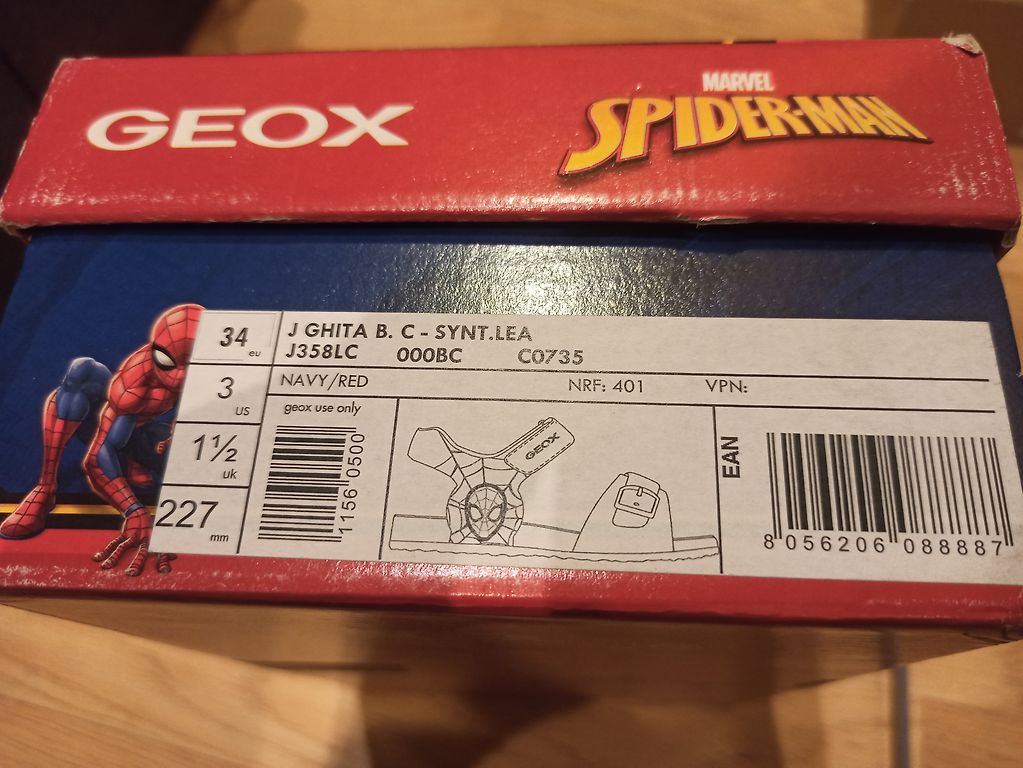 GEOX
MARVEL
SPIDER-MAN
34 eu
J GHITA B. C - SYNT.LEA
J358LC 000BC C0735
3 US
NAVY/RED NRF: 401 VPN:
geox use only
1½ uk
227 mm
1156 0500
GEOX
EAN
8 056206 088887